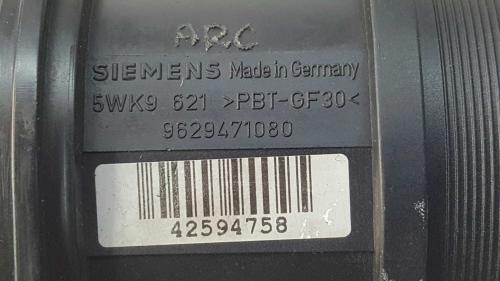 ARC
SIEMENS Made in Germany
5WK9 621 >PBT-GF30<
9629471080
42594758